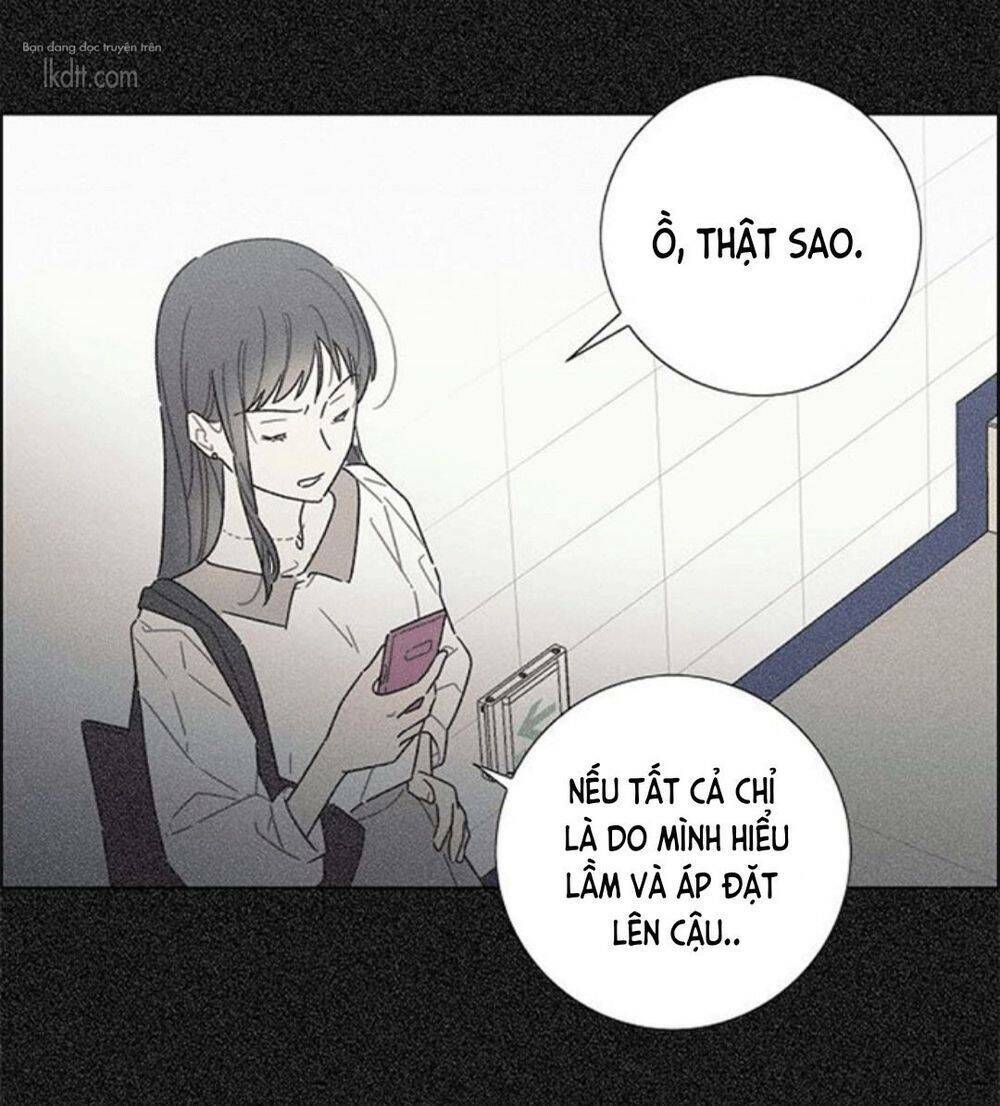 Bạn đang đọc truyện trên
lkdtt.com
Ồ, THẬT SAO.
NẾU TẤT CẢ CHỈ
LÀ DO MÌNH HIỂU
LẦM VÀ ÁP ĐẶT
LÊN CẬU..